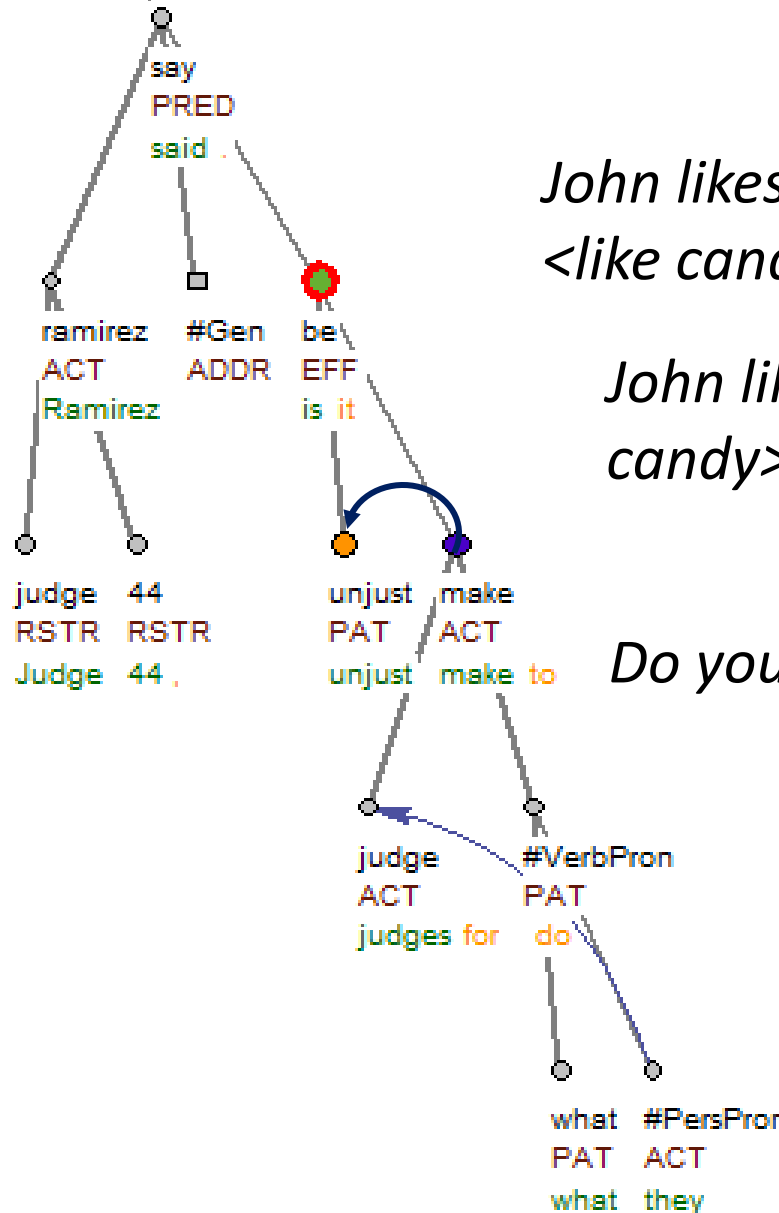 say
PRED
said .
John likes
<like cand
ramirez #Gen be
ACT ADDR EFF
Ramirez is it
John lik
candy>
judge 44 unjust make
RSTR RSTR PAT ACT
Judge 44 , unjust make to
Do you
judge #VerbPron
ACT PAT
judges for do
what #PersPron
PAT ACT
what they